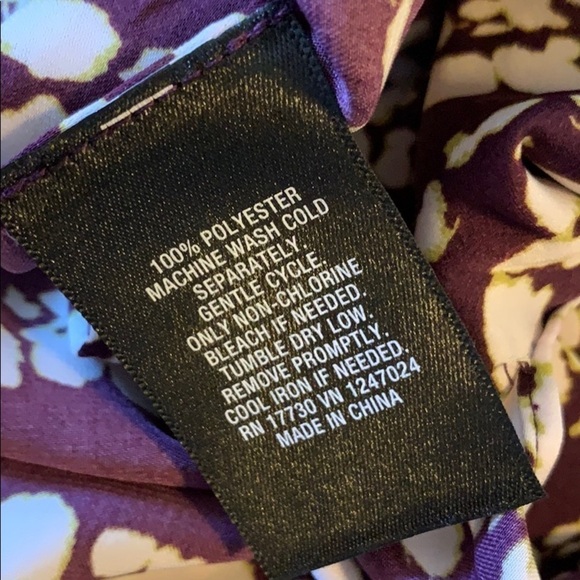 100% POLYESTER
MACHINE WASH COLD
SEPARATELY
GENTLE CYCLE.
ONLY NON-CHLORINE
BLEACH IF NEEDED.
TUMBLE DRY LOW.
REMOVE PROMPTLY.
COOL IRON IF NEEDED.
RN 17730 VN 1247024
MADE IN CHINA